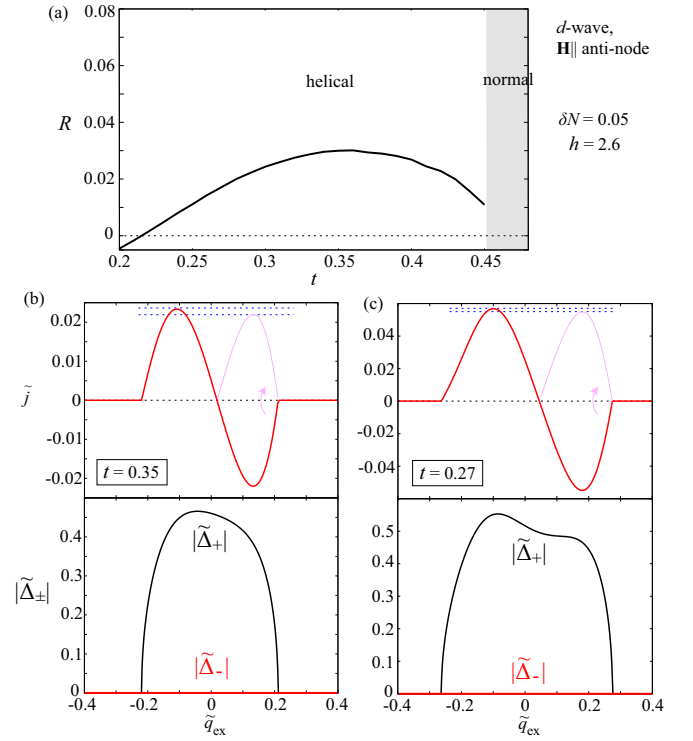 (a)
0.08
0.06
R
0.04
0.02
0
0.2 0.25 0.3 0.35 0.4 0.45
t
helical
normal
d-wave,
H|| anti-node
δN = 0.05
h = 2.6
(b)
0.02
0.01
j̃
0
-0.01
-0.02
t = 0.35
(c)
0.04
0.02
0
-0.02
-0.04
t = 0.27
0.4
0.3
|Δ̃±|
0.2
0.1
0
|Δ̃+|
|Δ̃-|
-0.4 -0.2 0 0.2 0.4
q̃ex
0.5
0.4
0.3
0.2
0.1
0
|Δ̃+|
|Δ̃-|
-0.4 -0.2 0 0.2 0.4
q̃ex